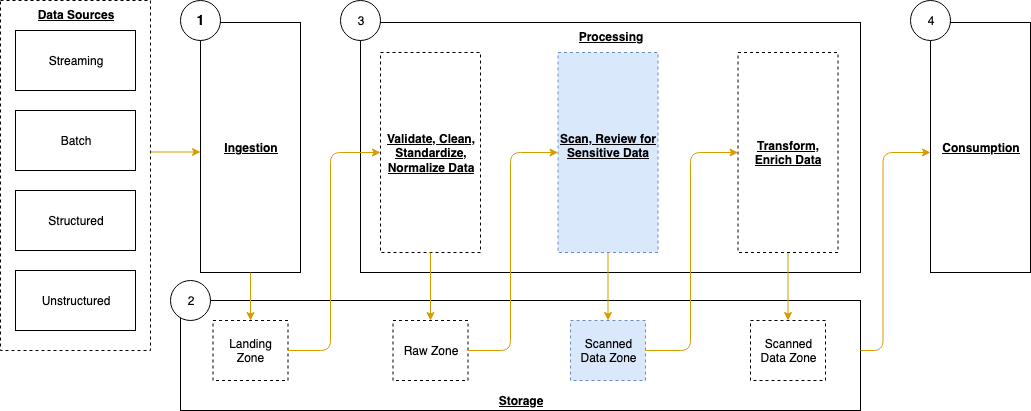 Data Sources
Streaming
Batch
Structured
Unstructured
1
Ingestion
3
Processing
Validate, Clean,
Standardize,
Normalize Data
Scan, Review for
Sensitive Data
Transform,
Enrich Data
4
Consumption
2
Landing
Zone
Raw Zone
Scanned
Data Zone
Scanned
Data Zone
Storage